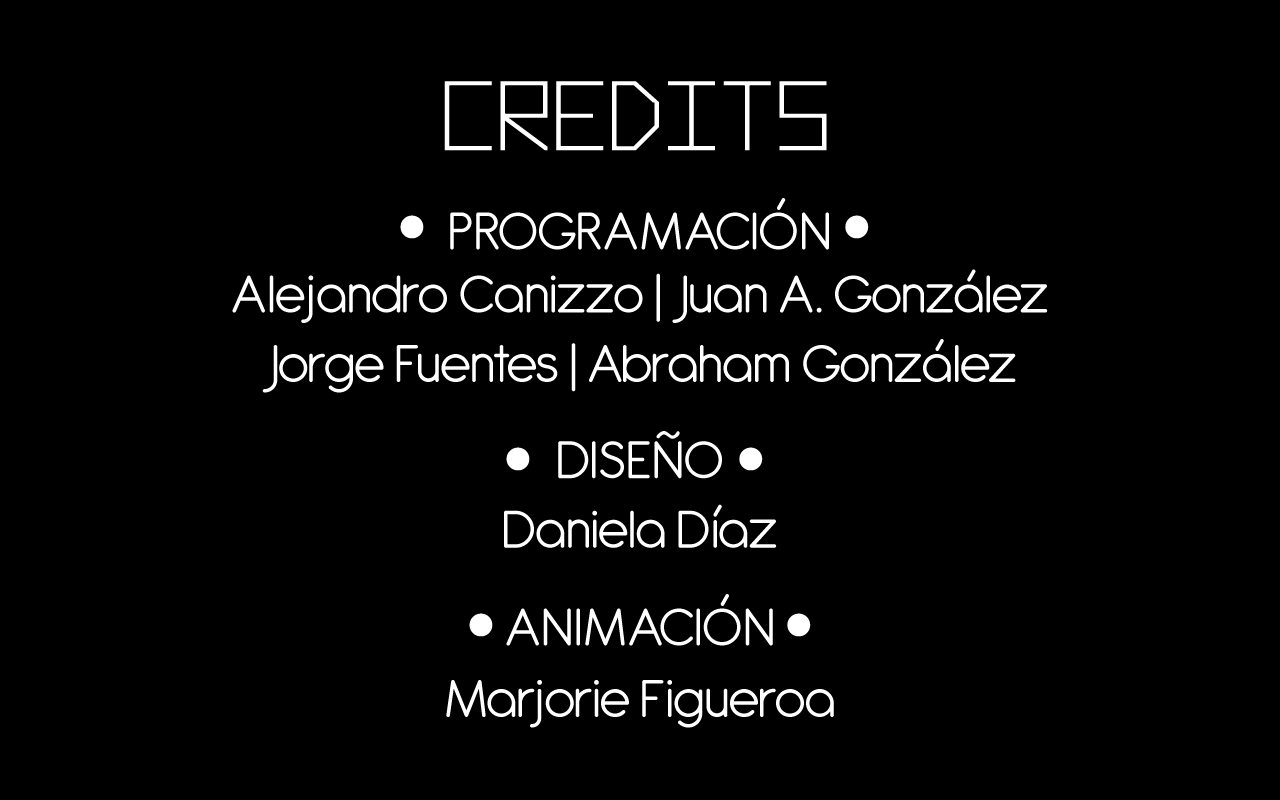 CREDITS
• PROGRAMACIÓN •
Alejandro Canizzo | Juan A. González
Jorge Fuentes | Abraham González
• DISEÑO •
Daniela Díaz
• ANIMACIÓN •
Marjorie Figueroa